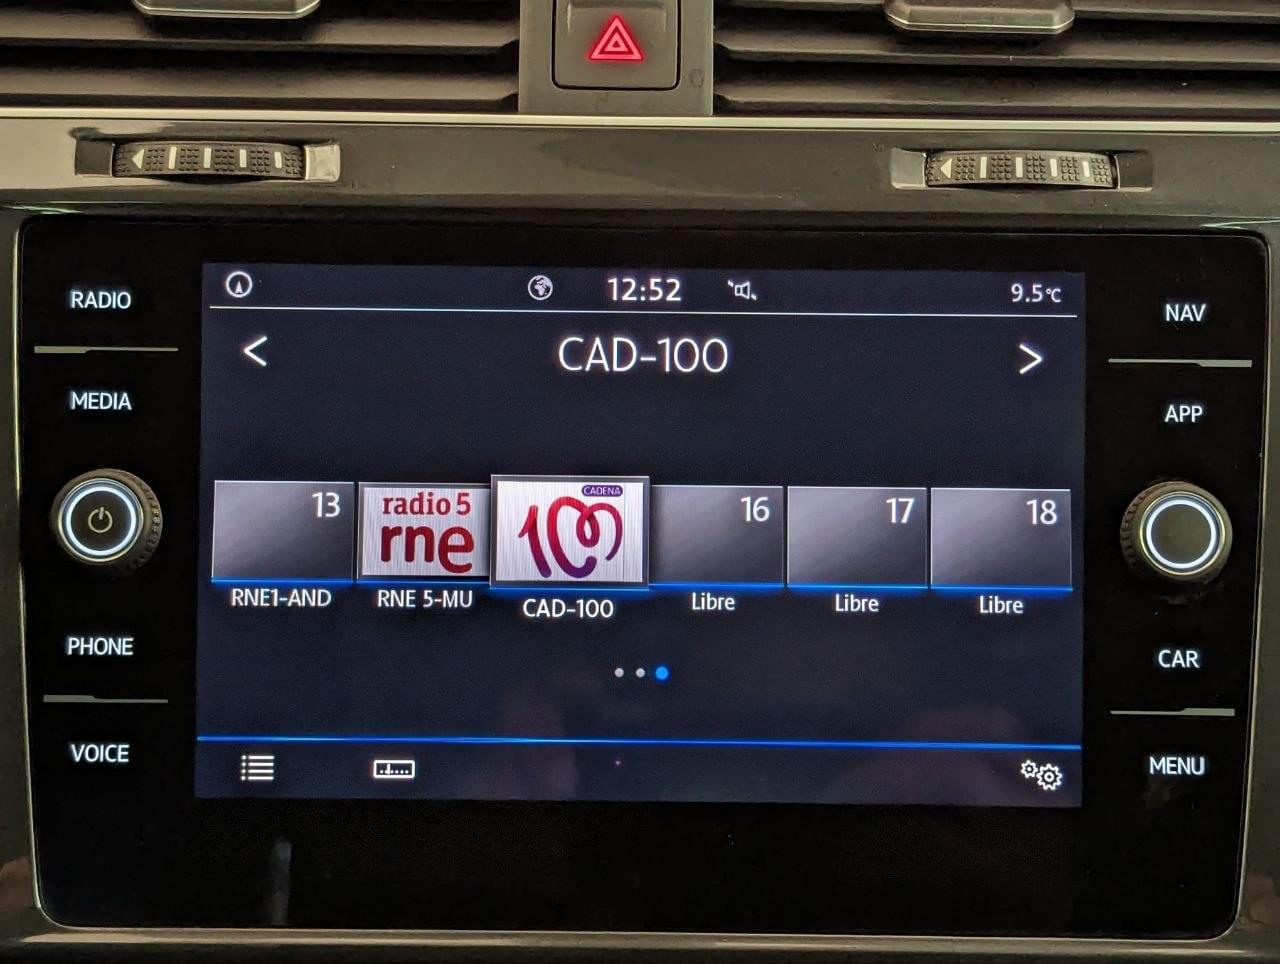 RADIO
MEDIA
PHONE
VOICE
12:52
9.5°C
< CAD-100 >
13
radio 5
rne
CADENA
100
16
17
18
RNE1-AND
RNE 5-MU
CAD-100
Libre
Libre
Libre
NAV
APP
CAR
MENU